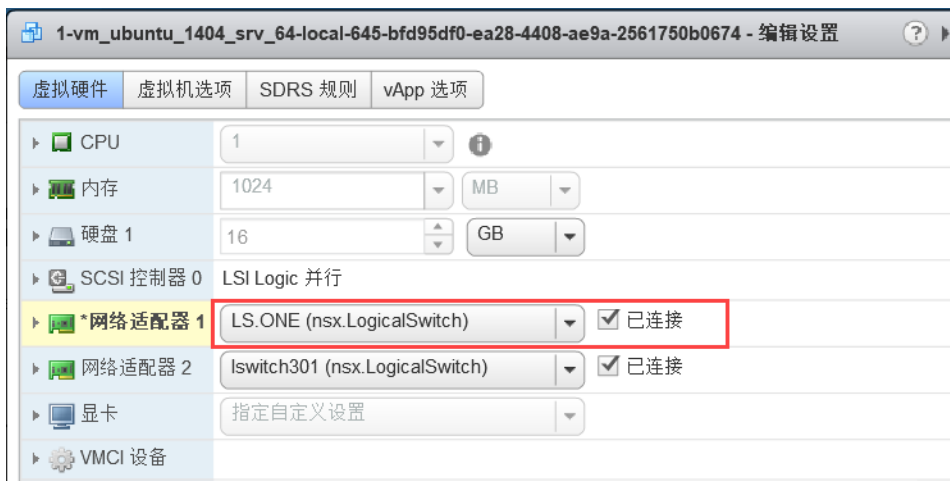 1-vm_ubuntu_1404_srv_64-local-645-bfd95df0-ea28-4408-ae9a-2561750b0674 - 编辑设置 ?
虚拟硬件 虚拟机选项 SDRS 规则 vApp 选项
CPU 1
内存 1024 MB
硬盘 1 16 GB
SCSI 控制器 0 LSI Logic 并行
*网络适配器 1 LS.ONE (nsx.LogicalSwitch) 已连接
网络适配器 2 lswitch301 (nsx.LogicalSwitch) 已连接
显卡 指定自定义设置
VMCI 设备